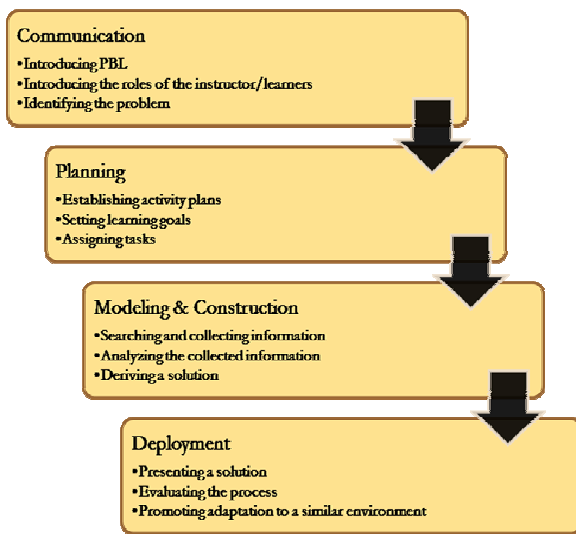 Communication
•Introducing PBL
•Introducing the roles of the instructor/learners
•Identifying the problem
Planning
•Establishing activity plans
•Setting learning goals
•Assigning tasks
Modeling & Construction
•Searching and collecting information
•Analyzing the collected information
•Deriving a solution
Deployment
•Presenting a solution
•Evaluating the process
•Promoting adaptation to a similar environment